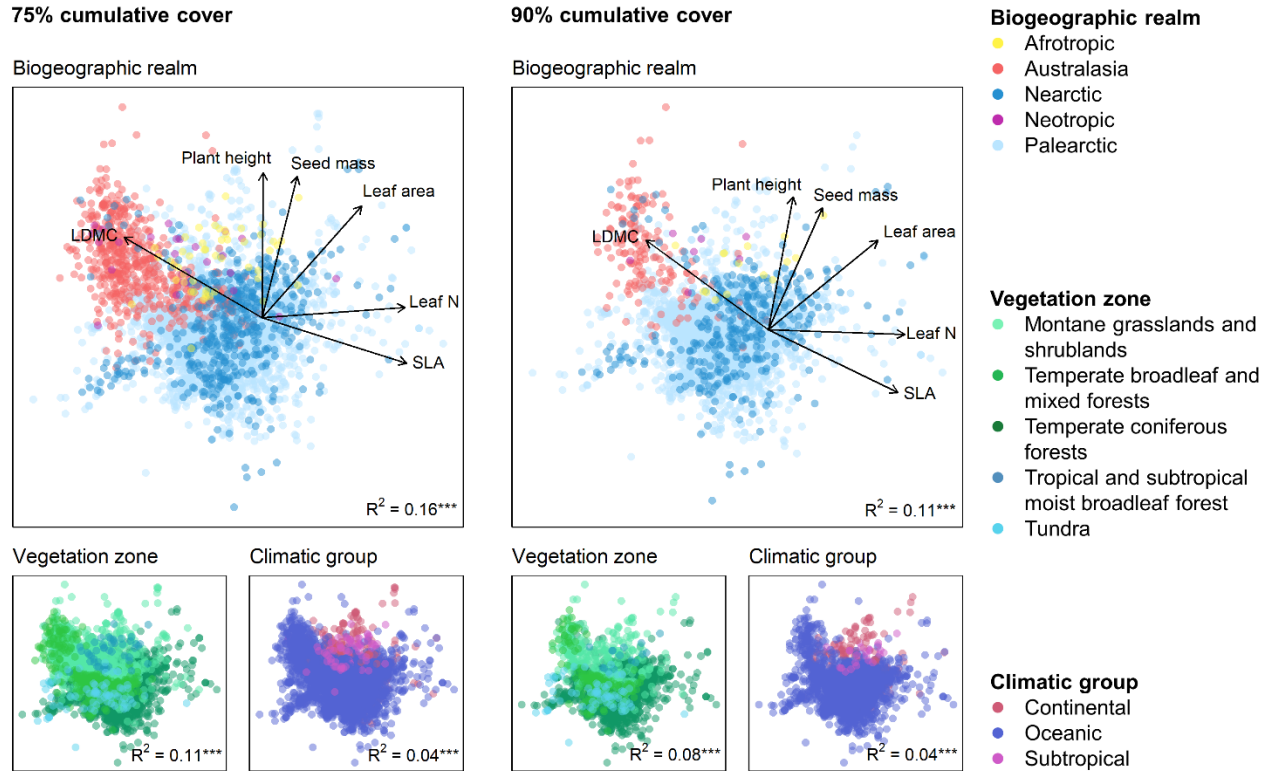 75% cumulative cover
Biogeographic realm
Plant height
Seed mass
Leaf area
LDMC
Leaf N
SLA
R² = 0.16***
Vegetation zone
R² = 0.11***
Climatic group
R² = 0.04***
90% cumulative cover
Biogeographic realm
Plant height
Seed mass
Leaf area
LDMC
Leaf N
SLA
R² = 0.11***
Vegetation zone
R² = 0.08***
Climatic group
R² = 0.04***
Biogeographic realm
Afrotropic
Australasia
Nearctic
Neotropic
Palearctic
Vegetation zone
Montane grasslands and
shrublands
Temperate broadleaf and
mixed forests
Temperate coniferous
forests
Tropical and subtropical
moist broadleaf forest
Tundra
Climatic group
Continental
Oceanic
Subtropical